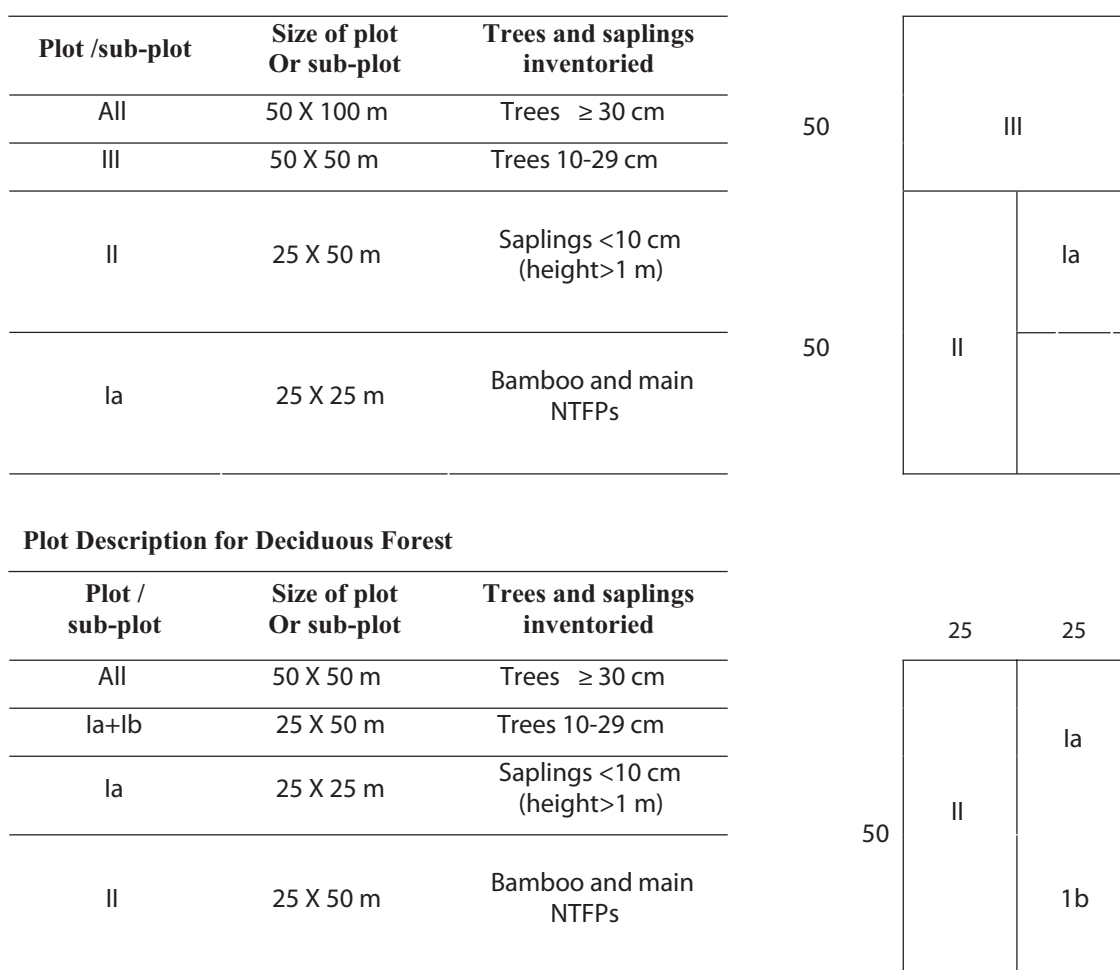 Plot /sub-plot Size of plot Or sub-plot Trees and saplings inventoried
All 50 X 100 m Trees ≥ 30 cm
III 50 X 50 m Trees 10-29 cm
II 25 X 50 m Saplings <10 cm (height>1 m)
Ia 25 X 25 m Bamboo and main NTFPs
50 III
Ia
50 II
Plot Description for Deciduous Forest
Plot / sub-plot Size of plot Or sub-plot Trees and saplings inventoried
All 50 X 50 m Trees ≥ 30 cm
Ia+Ib 25 X 50 m Trees 10-29 cm
Ia 25 X 25 m Saplings <10 cm (height>1 m)
II 25 X 50 m Bamboo and main NTFPs
25 25
Ia
50 II
1b